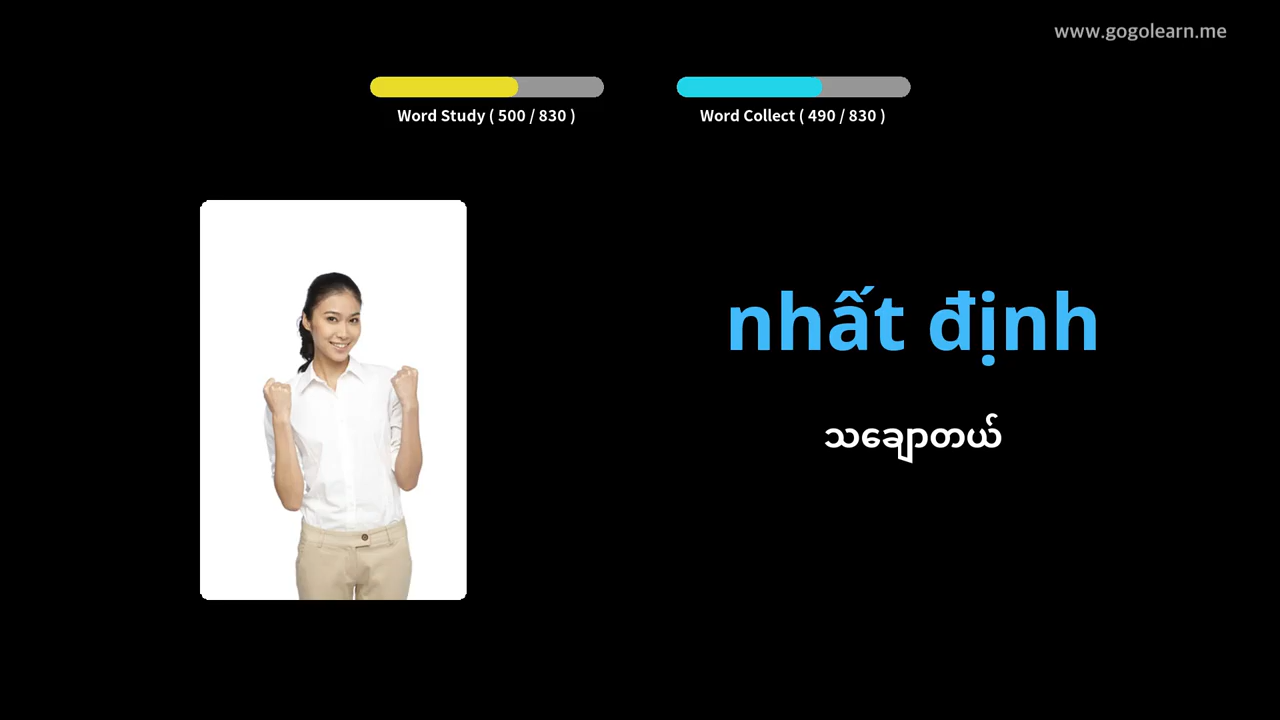 www.gogolearn.me
Word Study ( 500 / 830 )
Word Collect ( 490 / 830 )
nhất định
သချောတယ်